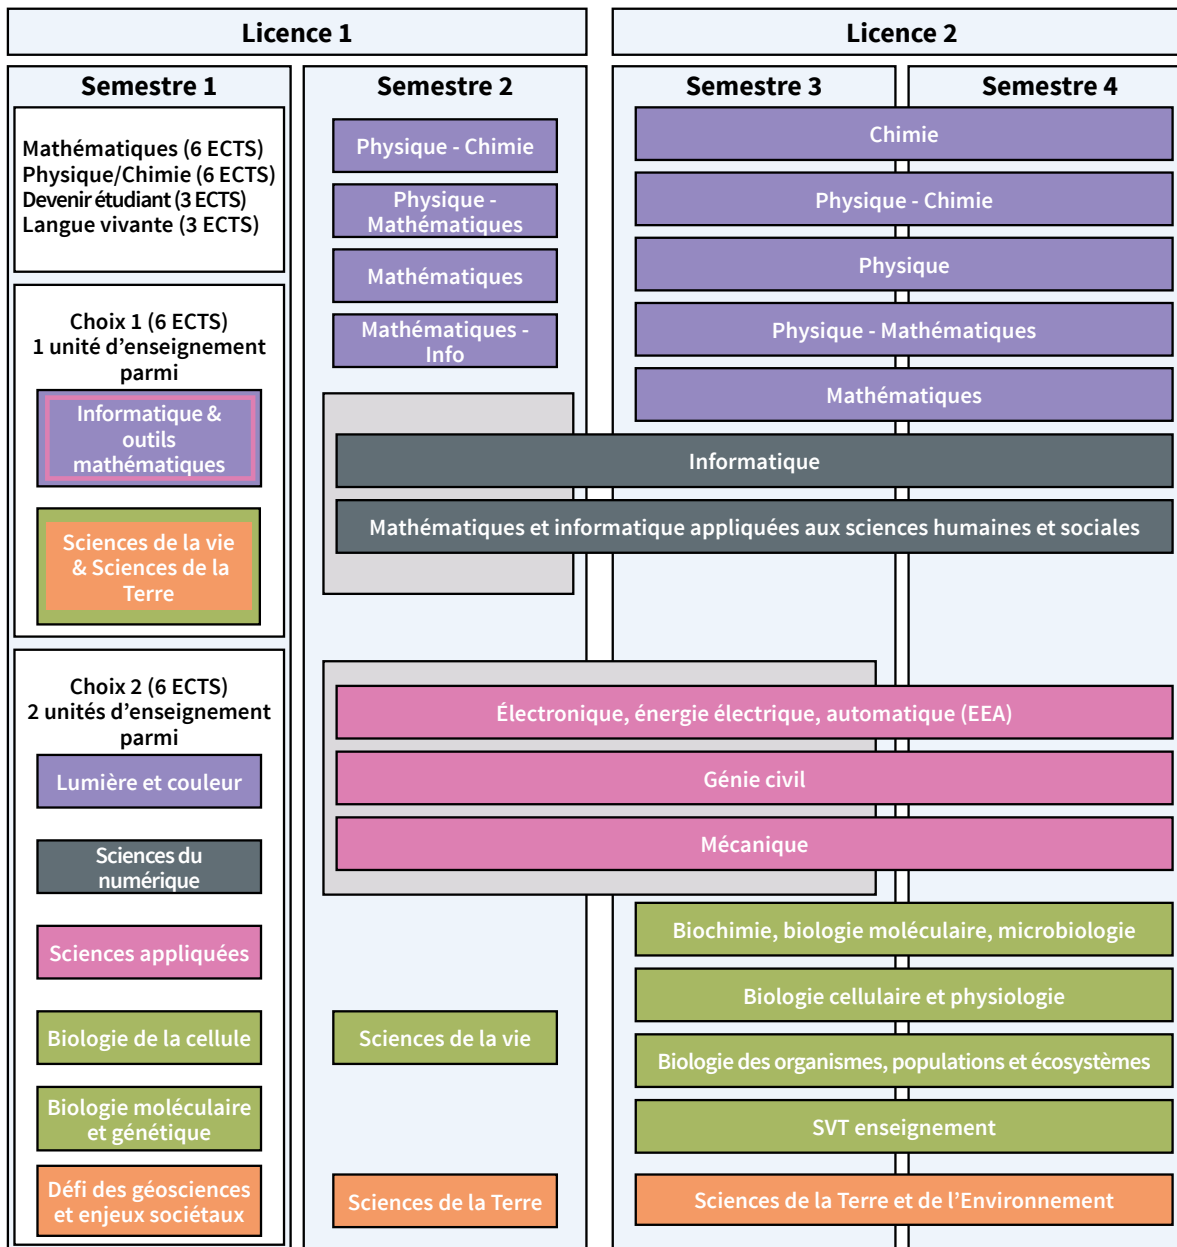 Licence 1
Licence 2
Semestre 1
Semestre 2
Semestre 3
Semestre 4
Mathématiques (6 ECTS)
Physique/Chimie (6 ECTS)
Devenir étudiant (3 ECTS)
Langue vivante (3 ECTS)
Choix 1 (6 ECTS)
1 unité d’enseignement
parmi
Informatique &
outils
mathématiques
Sciences de la vie
& Sciences de la
Terre
Choix 2 (6 ECTS)
2 unités d’enseignement
parmi
Lumière et couleur
Sciences du
numérique
Sciences appliquées
Biologie de la cellule
Biologie moléculaire
et génétique
Défi des géosciences
et enjeux sociétaux
Physique - Chimie
Physique -
Mathématiques
Mathématiques
Mathématiques -
Info
Chimie
Physique - Chimie
Physique
Physique - Mathématiques
Mathématiques
Informatique
Mathématiques et informatique appliquées aux sciences humaines et sociales
Électronique, énergie électrique, automatique (EEA)
Génie civil
Mécanique
Biochimie, biologie moléculaire, microbiologie
Biologie cellulaire et physiologie
Sciences de la vie
Biologie des organismes, populations et écosystèmes
SVT enseignement
Sciences de la Terre
Sciences de la Terre et de l’Environnement